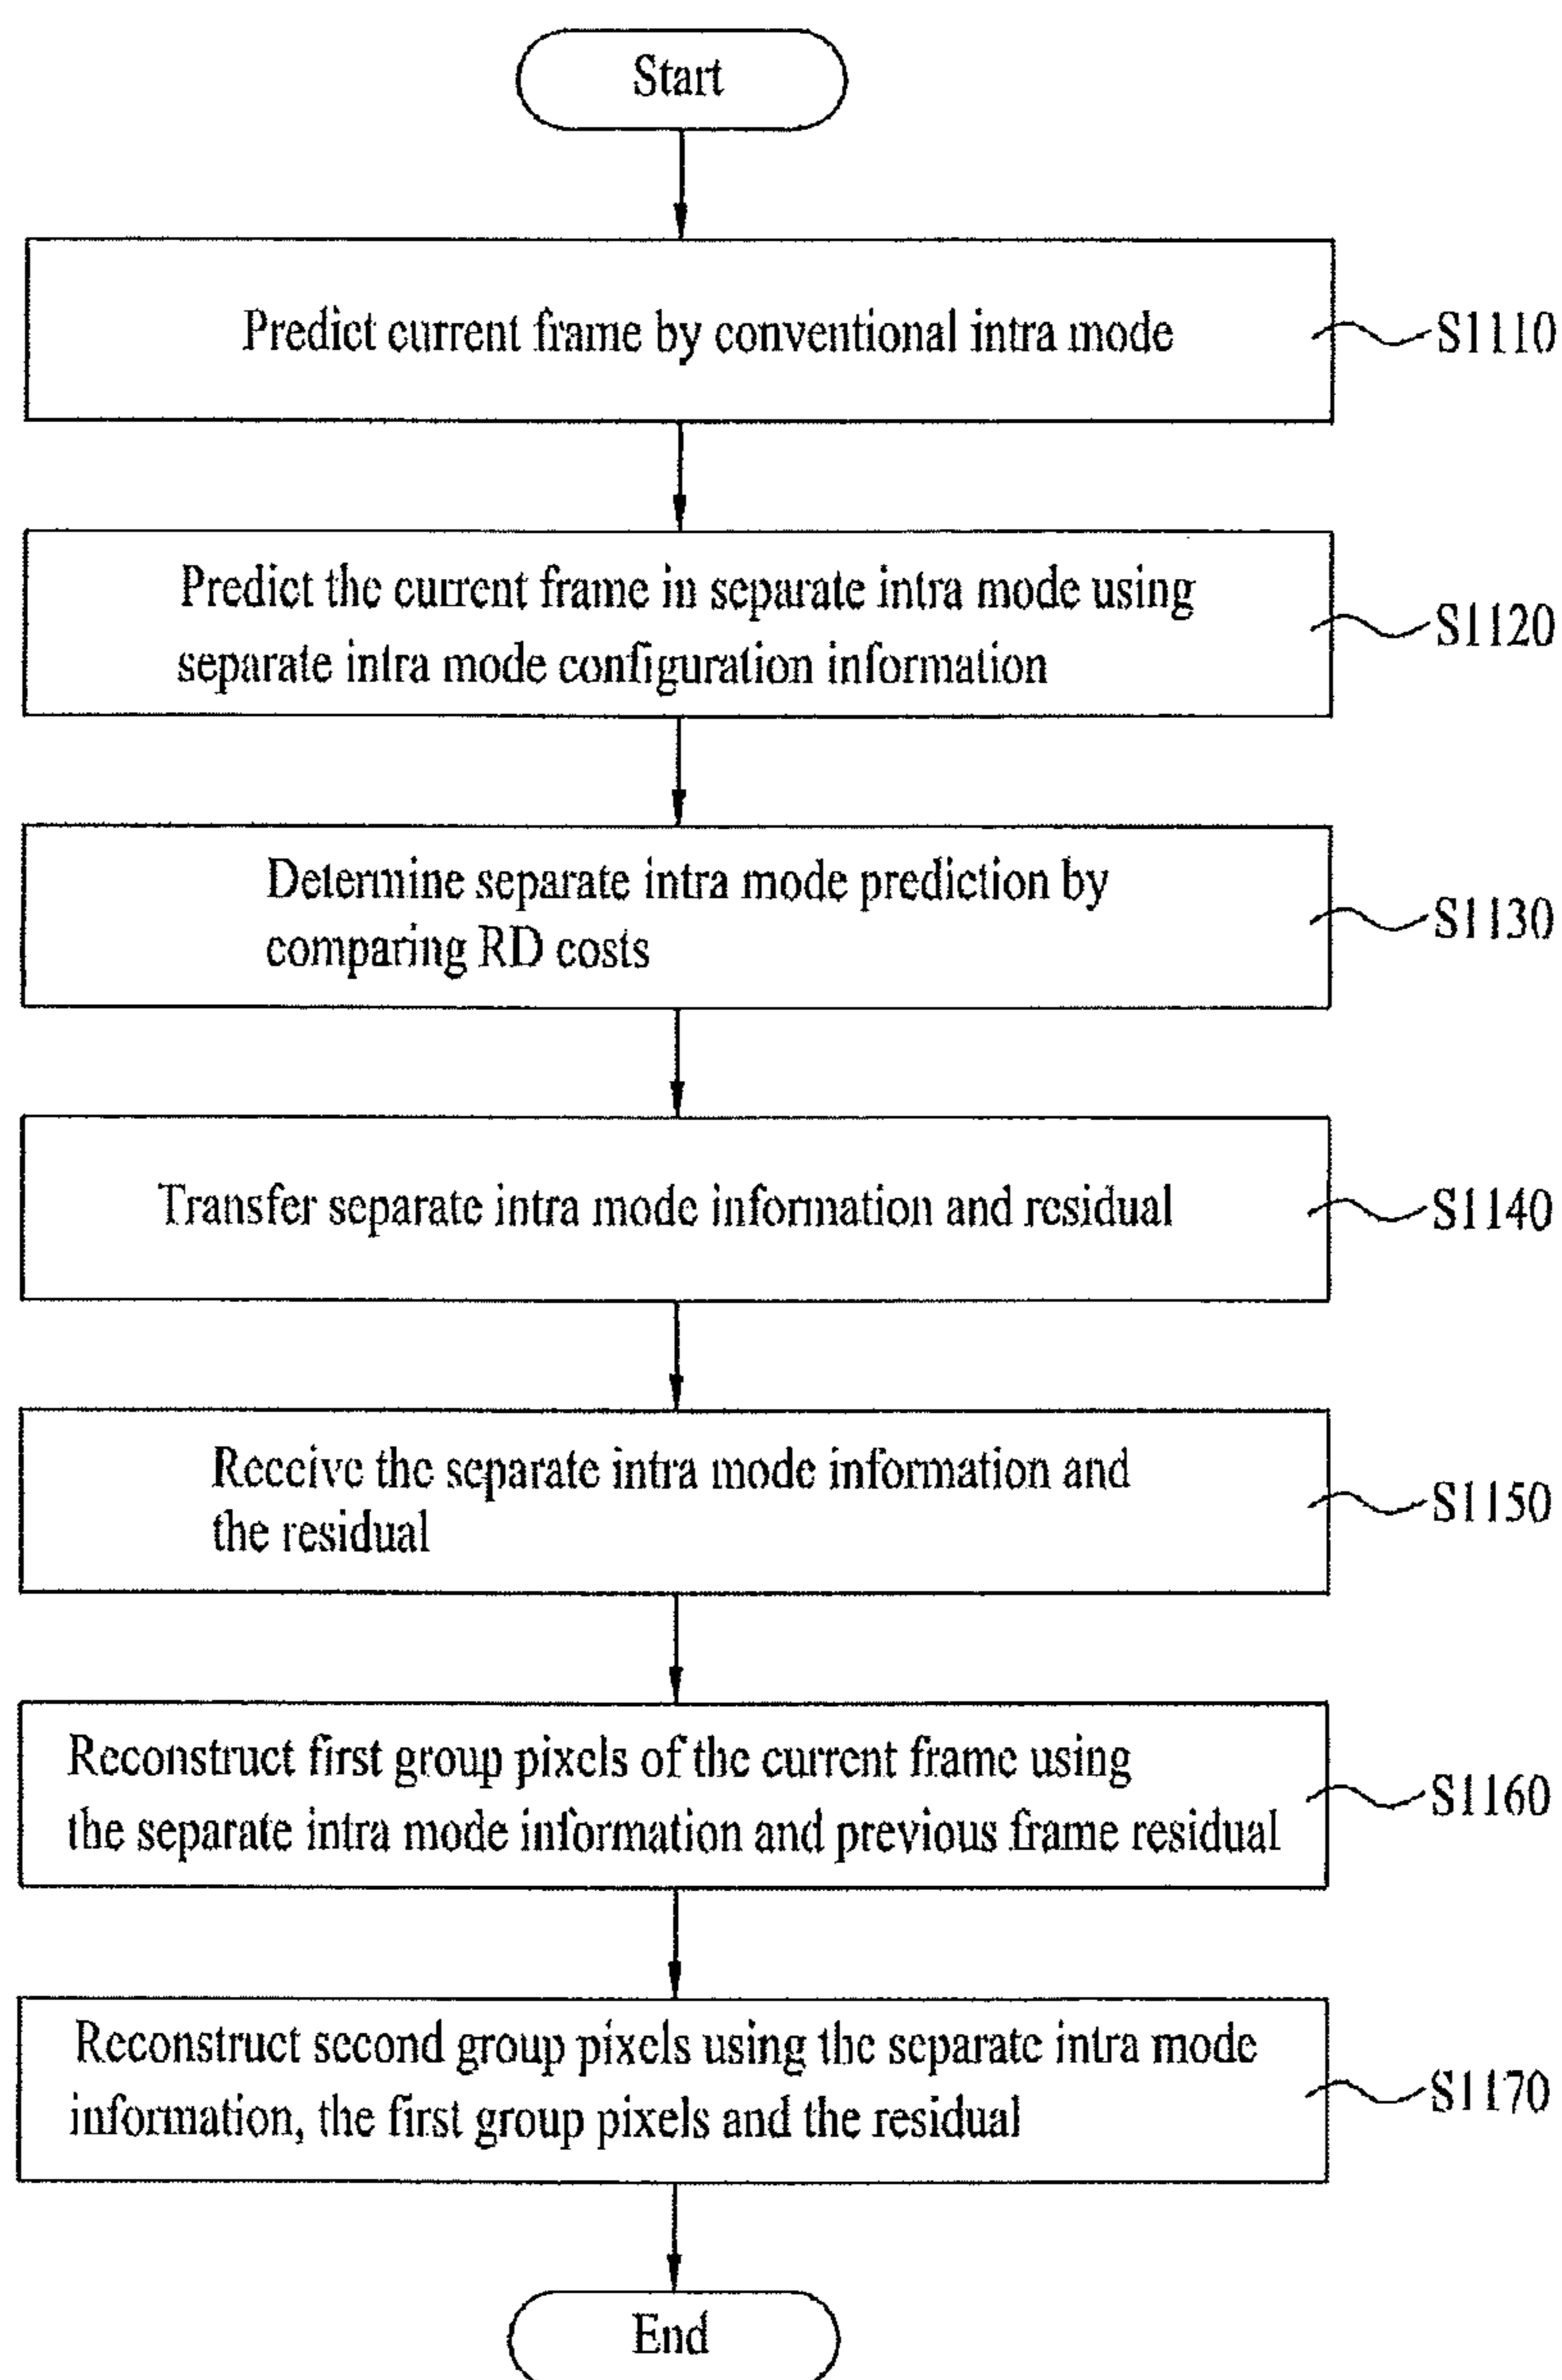 Start
Predict current frame by conventional intra mode
S1110
Predict the current frame in separate intra mode using
separate intra mode configuration information
S1120
Determine separate intra mode prediction by
comparing RD costs
S1130
Transfer separate intra mode information and residual
S1140
Receive the separate intra mode information and
the residual
S1150
Reconstruct first group pixels of the current frame using
the separate intra mode information and previous frame residual
S1160
Reconstruct second group pixels using the separate intra mode
information, the first group pixels and the residual
S1170
End